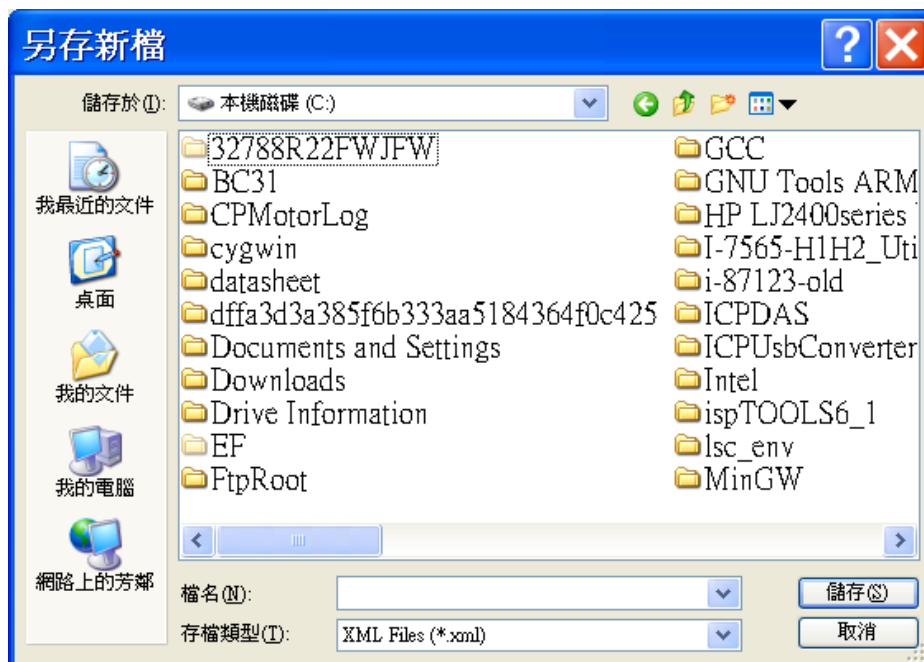 另存新檔
儲存於(I):
本機磁碟 (C:)
我最近的文件
桌面
我的文件
我的電腦
網路上的芳鄰
32788R22FWJFW
BC31
CPMotorLog
cygwin
datasheet
dffa3d3a385f6b333aa5184364f0c425
Documents and Settings
Downloads
Drive Information
EF
FtpRoot
GCC
GNU Tools ARM
HP LJ2400series
I-7565-H1H2_Uti
i-87123-old
ICPDAS
ICPUsbConverter
Intel
ispTOOLS6_1
lsc_env
MinGW
檔名(N):
儲存(S)
存檔類型(T):
XML Files (*.xml)
取消